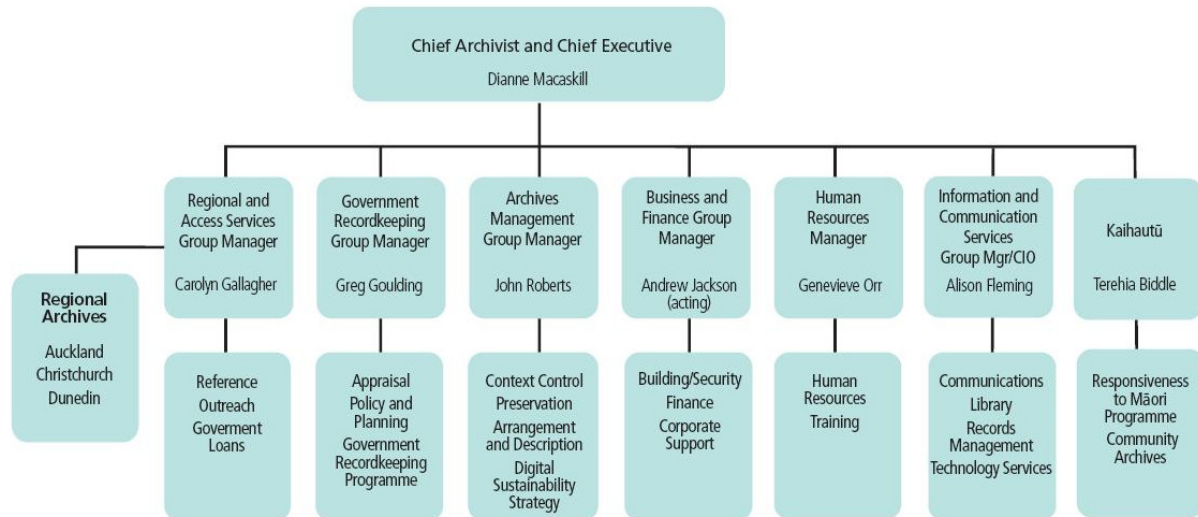 Chief Archivist and Chief Executive
Dianne Macaskill
Regional and
Access Services
Group Manager
Carolyn Gallagher
Government
Recordkeeping
Group Manager
Greg Goulding
Archives
Management
Group Manager
John Roberts
Business and
Finance Group
Manager
Andrew Jackson
(acting)
Human
Resources
Manager
Genevieve Orr
Information and
Communication
Services
Group Mgr/CIO
Alison Fleming
Kaihautū
Terehia Biddle
Regional
Archives
Auckland
Christchurch
Dunedin
Reference
Outreach
Goverment
Loans
Appraisal
Policy and
Planning
Government
Recordkeeping
Programme
Context Control
Preservation
Arrangement
and Description
Digital
Sustainability
Strategy
Building/Security
Finance
Corporate
Support
Human
Resources
Training
Communications
Library
Records
Management
Technology Services
Responsiveness
to Māori
Programme
Community
Archives